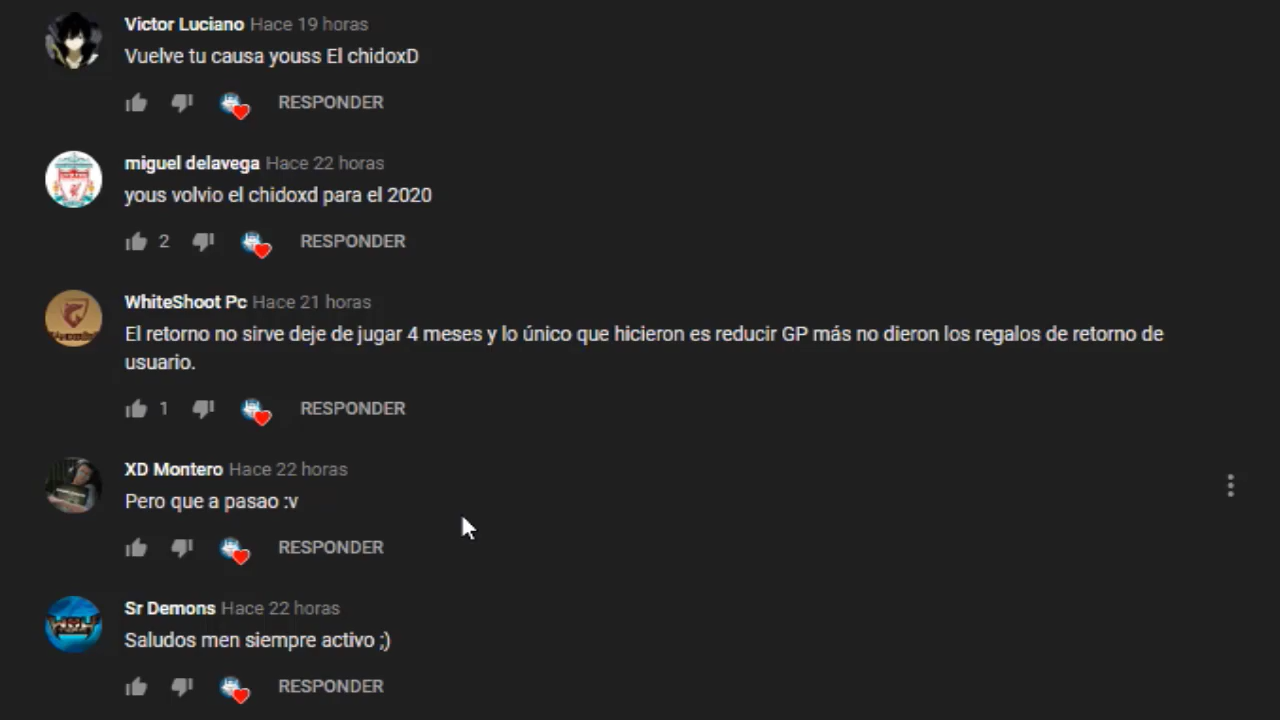 Victor Luciano Hace 19 horas
Vuelve tu causa youss El chidoxD
RESPONDER
miguel delavega Hace 22 horas
yous volvio el chidoxd para el 2020
2 RESPONDER
WhiteShoot Pc Hace 21 horas
El retorno no sirve deje de jugar 4 meses y lo único que hicieron es reducir GP más no dieron los regalos de retorno de
usuario.
1 RESPONDER
XD Montero Hace 22 horas
Pero que a pasao :v
RESPONDER
Sr Demons Hace 22 horas
Saludos men siempre activo ;)
RESPONDER